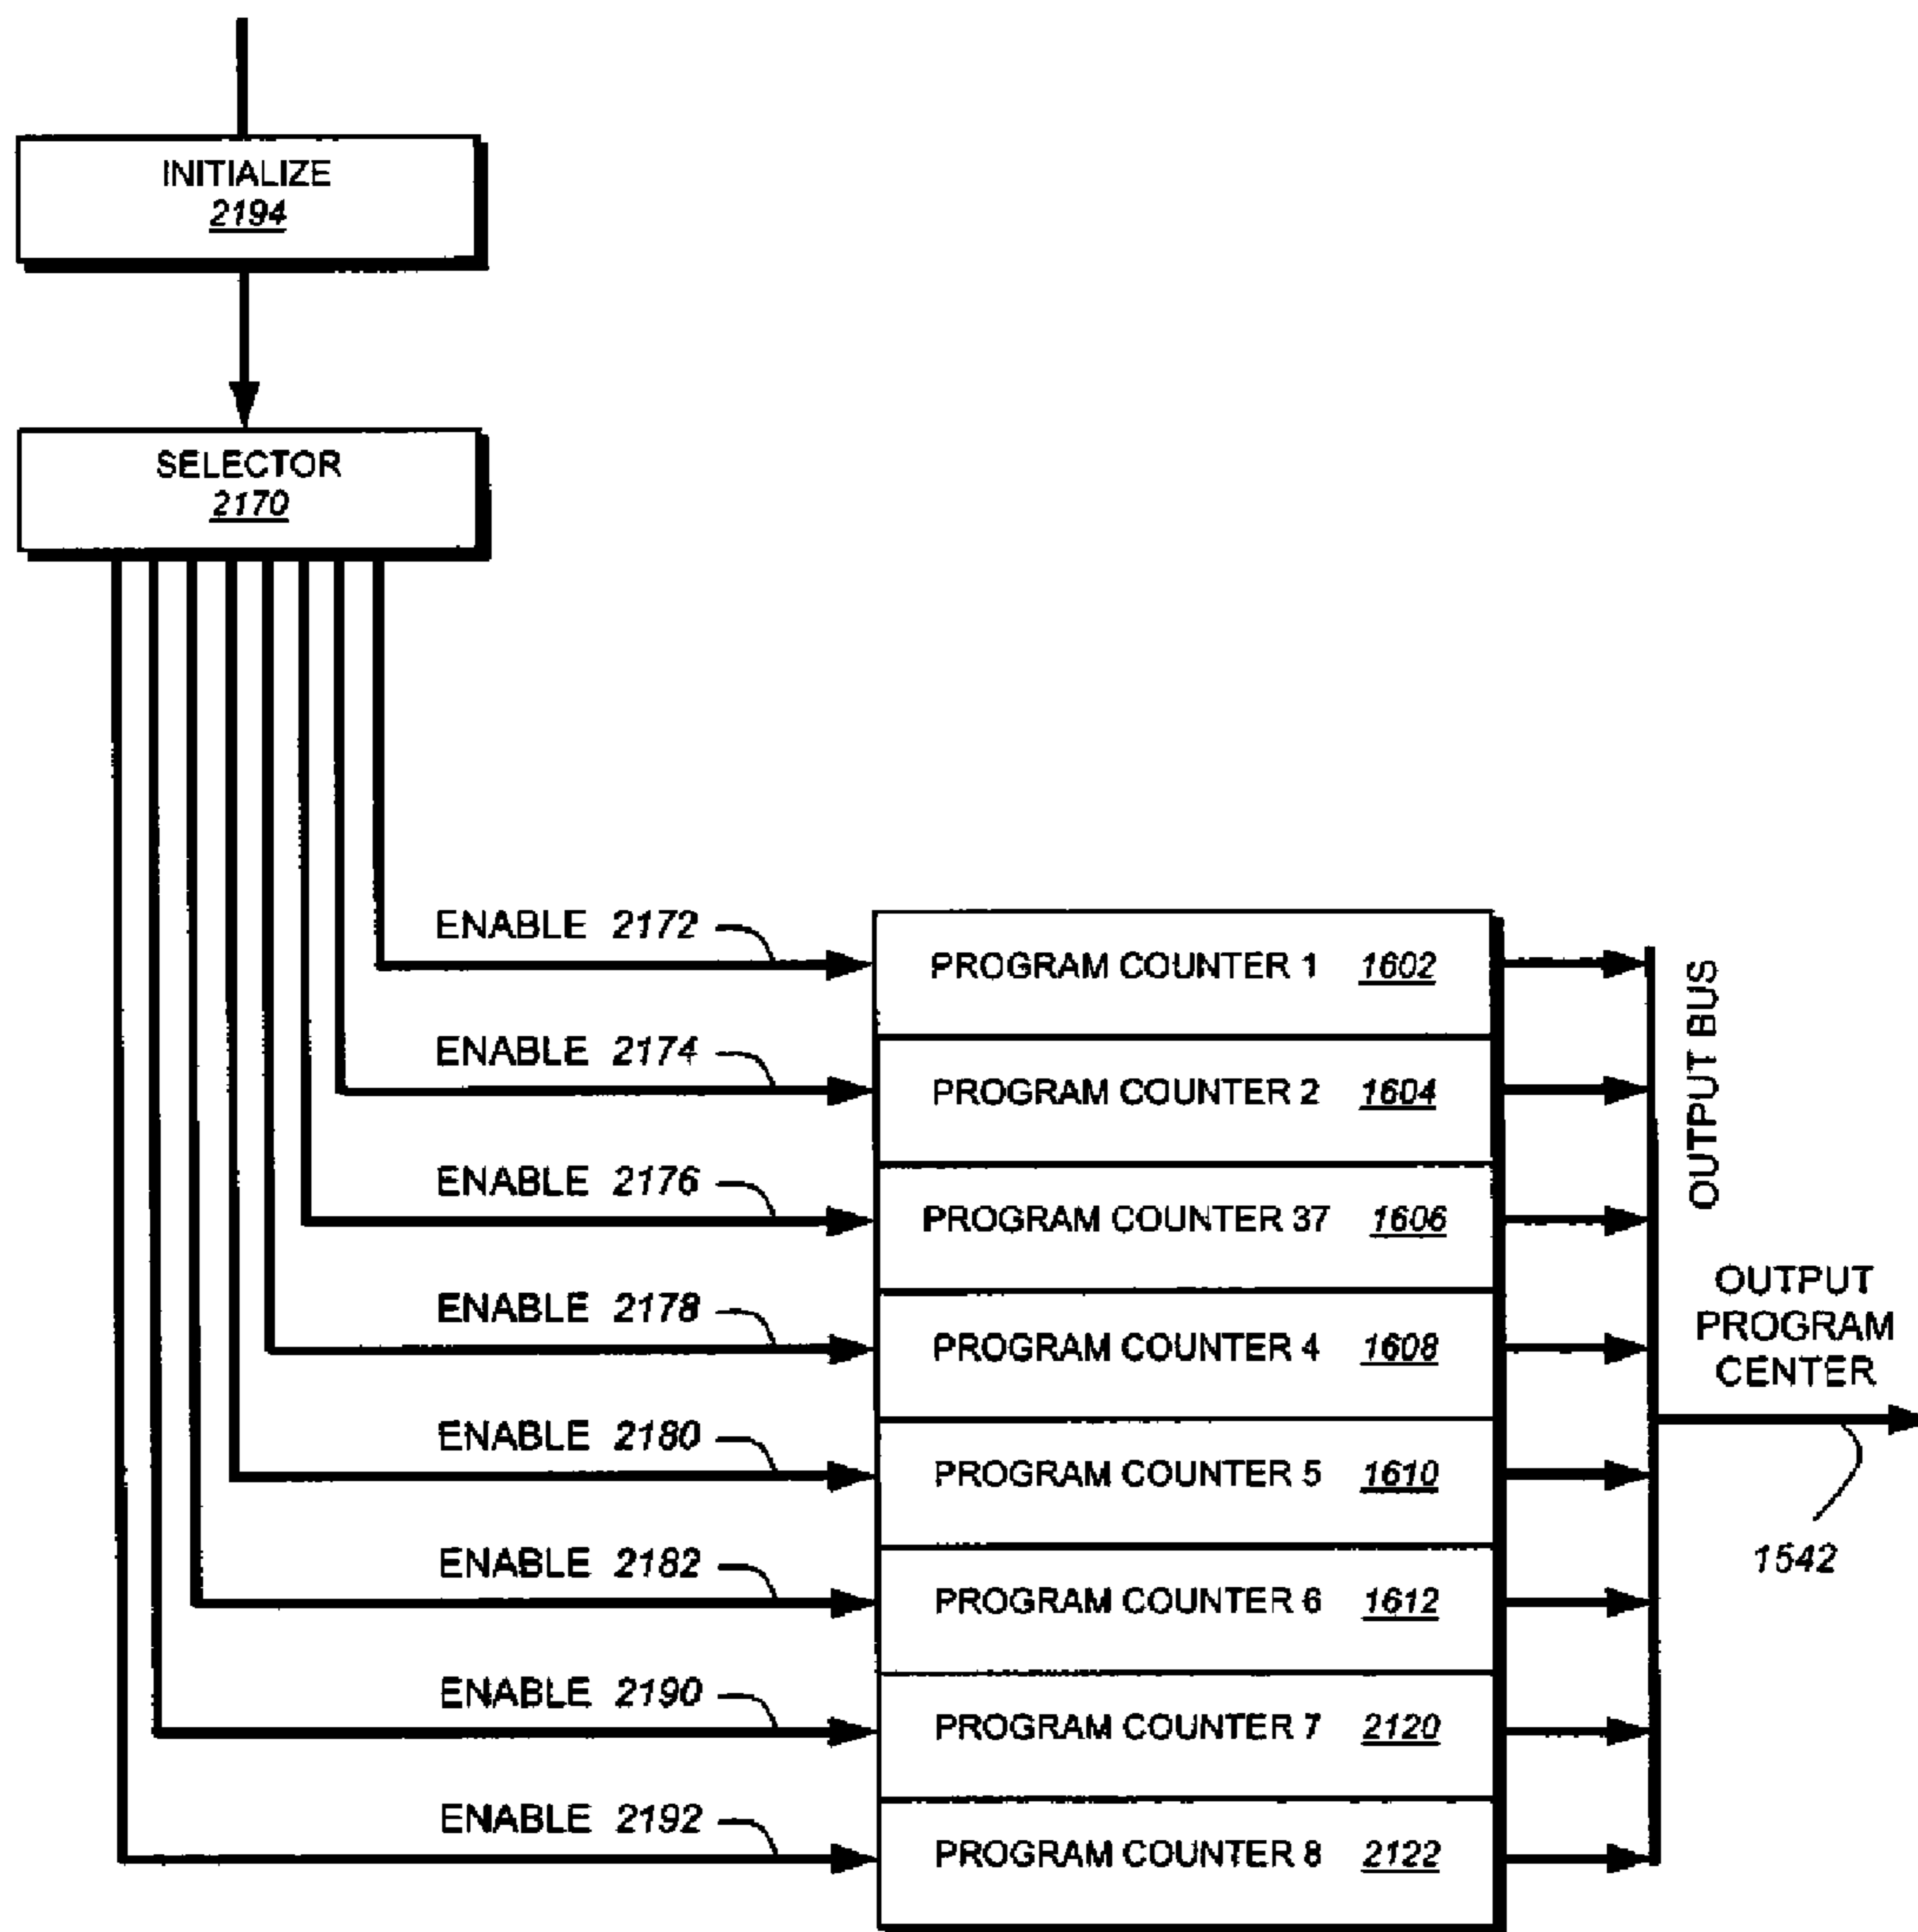 INITIALIZE
2194
SELECTOR
2170
ENABLE 2172
PROGRAM COUNTER 1 1602
ENABLE 2174
PROGRAM COUNTER 2 1604
ENABLE 2176
PROGRAM COUNTER 37 1606
ENABLE 2178
PROGRAM COUNTER 4 1608
ENABLE 2180
PROGRAM COUNTER 5 1610
ENABLE 2182
PROGRAM COUNTER 6 1612
ENABLE 2190
PROGRAM COUNTER 7 2120
ENABLE 2192
PROGRAM COUNTER 8 2122
OUTPUT BUS
OUTPUT
PROGRAM
CENTER
1542